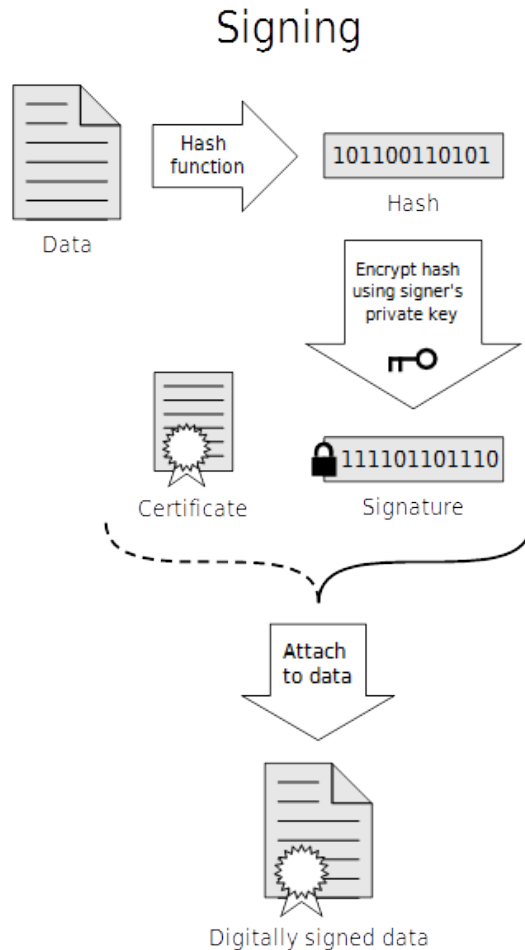 Signing
Hash
function
101100110101
Data
Hash
Encrypt hash
using signer's
private key
111101101110
Certificate
Signature
Attach
to data
Digitally signed data